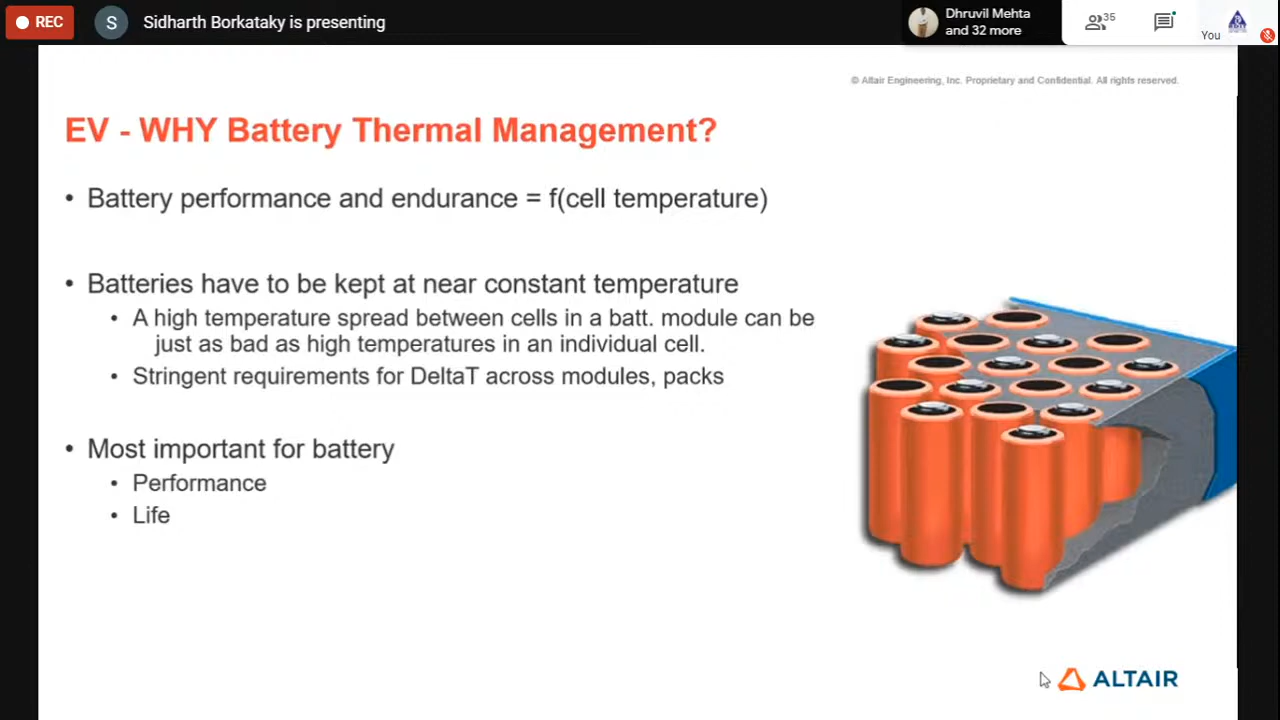 REC
S
Sidharth Borkataky is presenting
Dhruvil Mehta
and 32 more
35
You
© Altair Engineering, Inc. Proprietary and Confidential. All rights reserved.
EV - WHY Battery Thermal Management?
• Battery performance and endurance = f(cell temperature)
• Batteries have to be kept at near constant temperature
• A high temperature spread between cells in a batt. module can be
just as bad as high temperatures in an individual cell.
• Stringent requirements for DeltaT across modules, packs
• Most important for battery
• Performance
• Life
ALTAIR